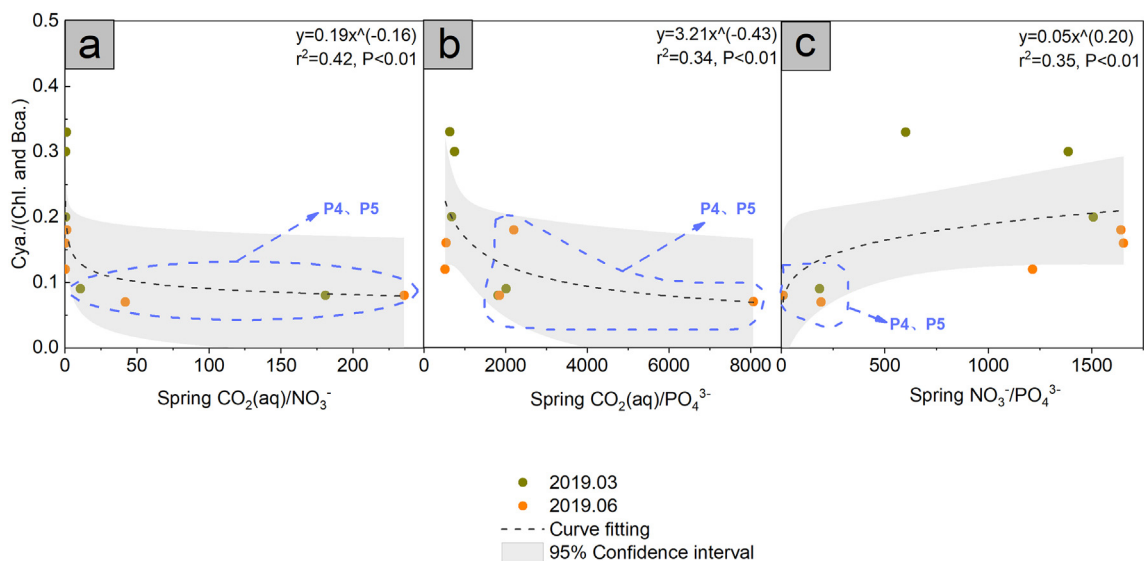 a
y=0.19x^(-0.16)
r²=0.42, P<0.01
b
y=3.21x^(-0.43)
r²=0.34, P<0.01
c
y=0.05x^(0.20)
r²=0.35, P<0.01
Cya./(Chl. and Bca.)
0.5
0.4
0.3
0.2
0.1
0.0
P4、P5
P4、P5
P4、P5
0 50 100 150 200
0 2000 4000 6000 8000
0 500 1000 1500
Spring CO₂(aq)/NO₃⁻
Spring CO₂(aq)/PO₄³⁻
Spring NO₃⁻/PO₄³⁻
2019.03
2019.06
Curve fitting
95% Confidence interval